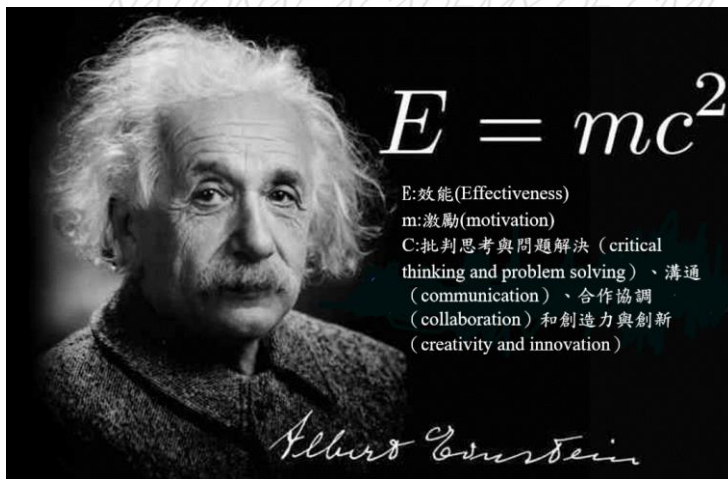 E = mc²
E:效能(Effectiveness)
m:激勵(motivation)
C:批判思考與問題解決（critical
thinking and problem solving）、溝通
（communication）、合作協調
（collaboration）和創造力與創新
（creativity and innovation）
Albert Einstein